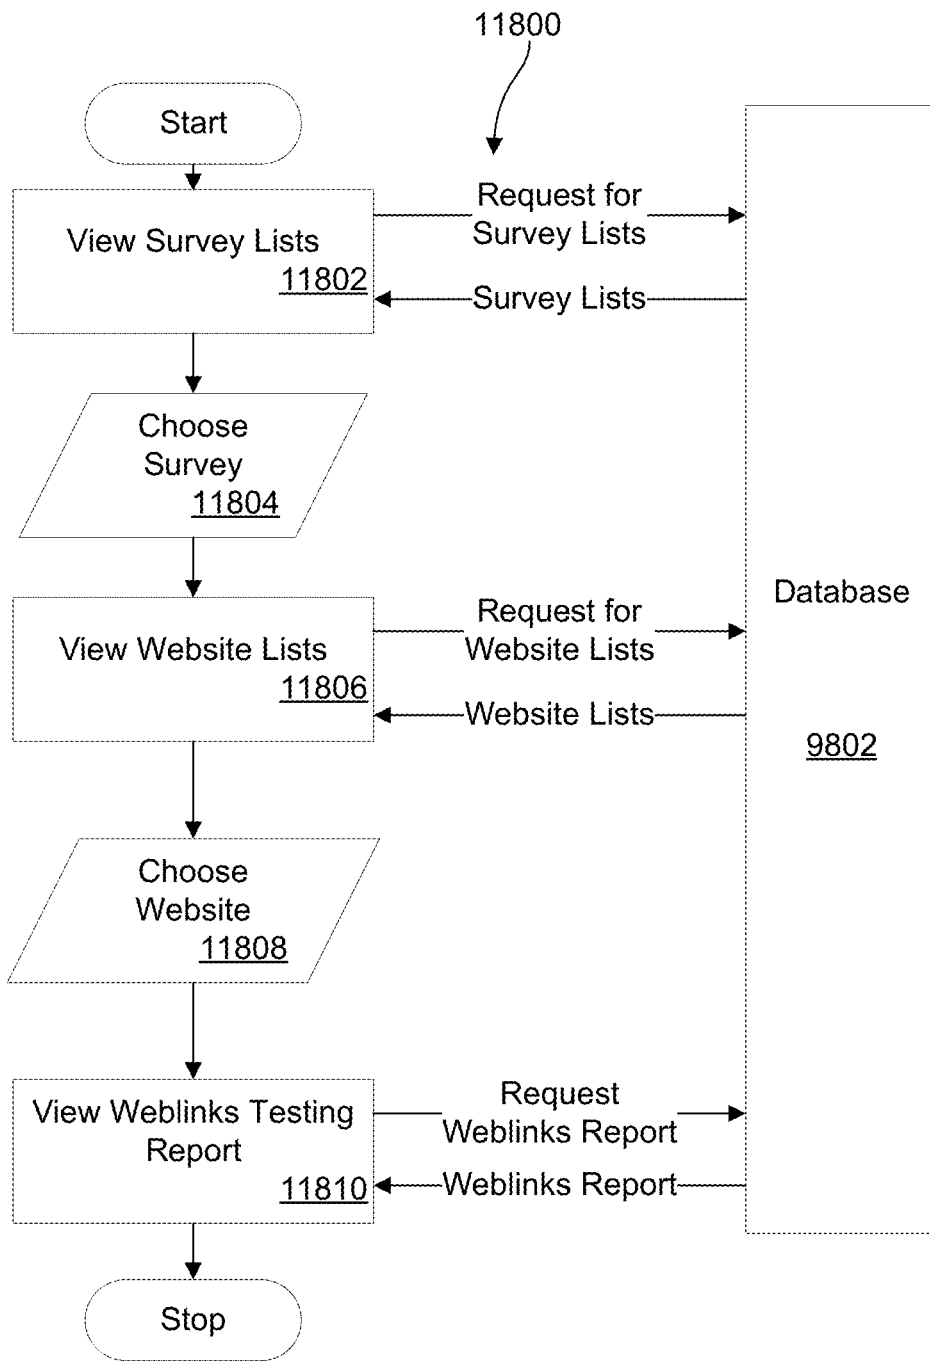 11800
Start
View Survey Lists
11802
Request for
Survey Lists
Survey Lists
Choose
Survey
11804
View Website Lists
11806
Request for
Website Lists
Website Lists
Database
9802
Choose
Website
11808
View Weblinks Testing
Report
11810
Request
Weblinks Report
Weblinks Report
Stop